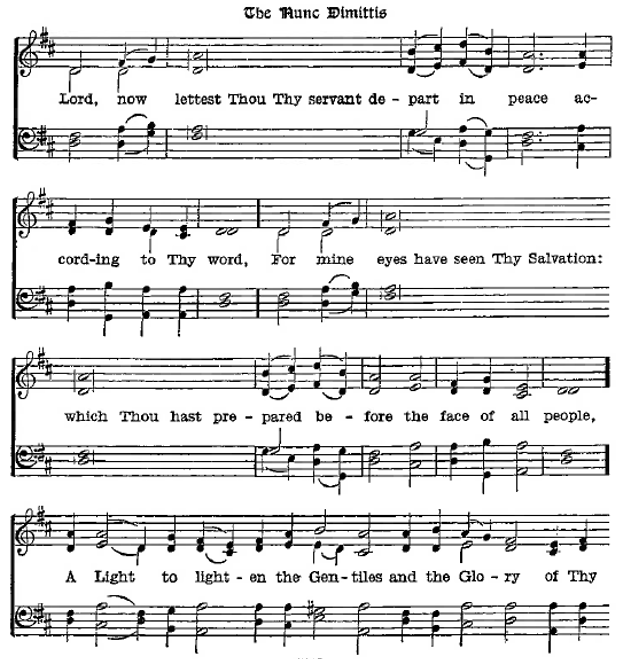 The Nunc Dimittis
Lord, now lettest Thou Thy servant de - part in peace ac-
cord-ing to Thy word, For mine eyes have seen Thy Salvation:
which Thou hast pre - pared be - fore the face of all people,
A Light to light - en the Gen - tiles and the Glo - ry of Thy